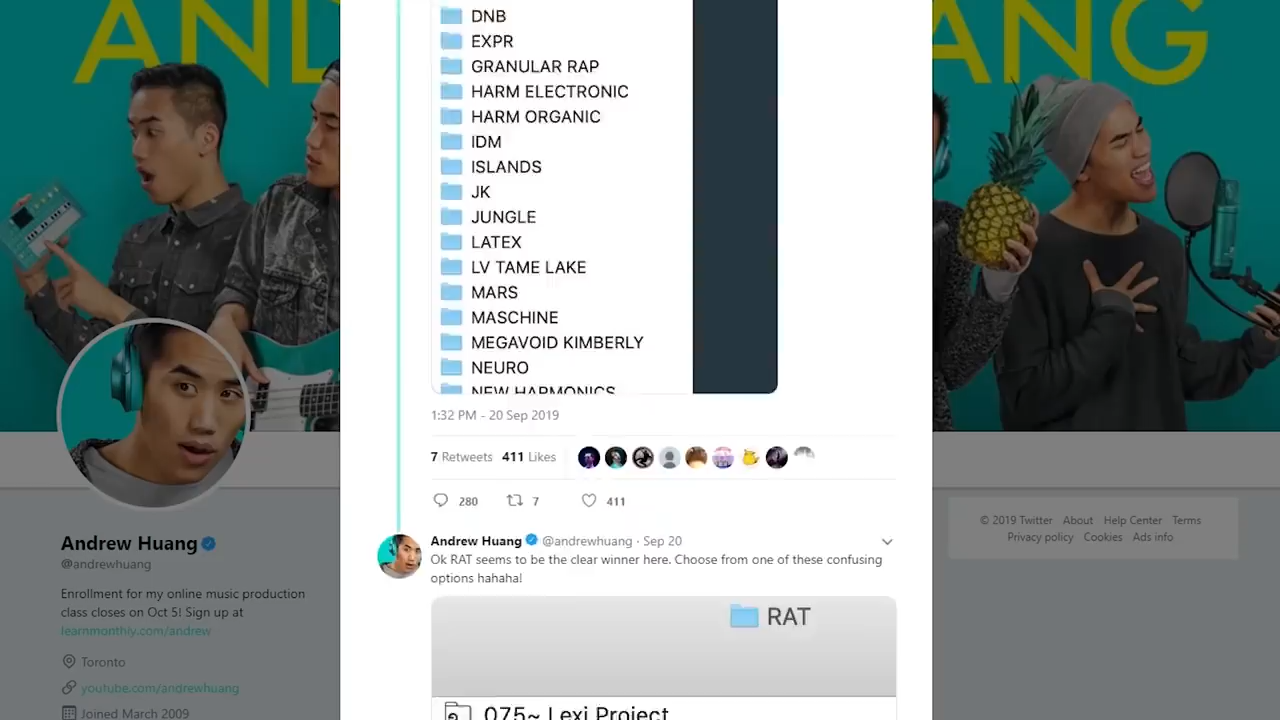 AND
ANG
DNB
EXPR
GRANULAR RAP
HARM ELECTRONIC
HARM ORGANIC
IDM
ISLANDS
JK
JUNGLE
LATEX
LV TAME LAKE
MARS
MASCHINE
MEGAVOID KIMBERLY
NEURO
NEW HARMONICS
1:32 PM - 20 Sep 2019
7 Retweets 411 Likes
280 7 411
Andrew Huang @andrewhuang · Sep 20
Ok RAT seems to be the clear winner here. Choose from one of these confusing
options hahaha!
RAT
075~ Lexi Project
Andrew Huang
@andrewhuang
Enrollment for my online music production
class closes on Oct 5! Sign up at
learnmonthly.com/andrew
Toronto
youtube.com/andrewhuang
Joined March 2009
© 2019 Twitter About Help Center Terms
Privacy policy Cookies Ads info